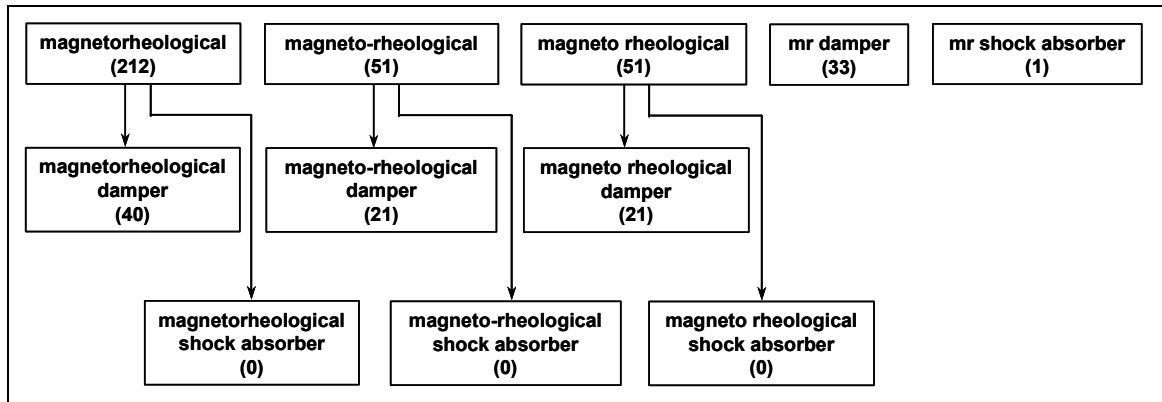 magnetorheological
(212)
magneto-rheological
(51)
magneto rheological
(51)
mr damper
(33)
mr shock absorber
(1)
magnetorheological
damper
(40)
magneto-rheological
damper
(21)
magneto rheological
damper
(21)
magnetorheological
shock absorber
(0)
magneto-rheological
shock absorber
(0)
magneto rheological
shock absorber
(0)